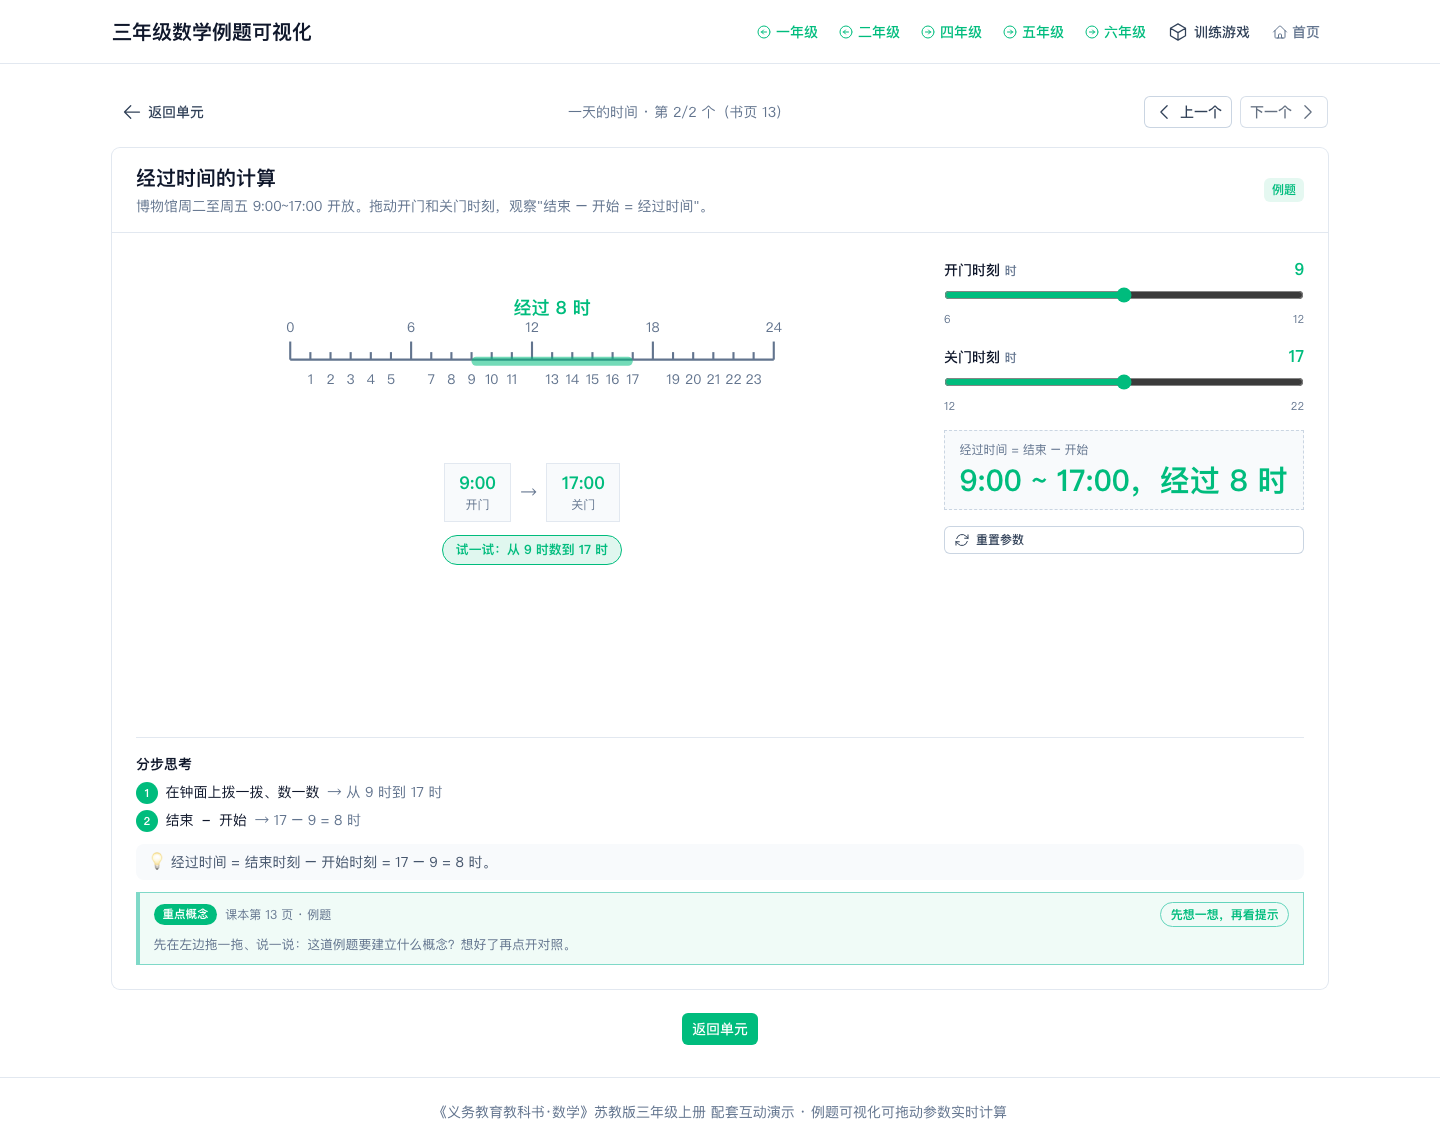 三年级数学例题可视化
一年级 二年级 四年级 五年级 六年级 训练游戏 首页
返回单元
一天的时间 · 第 2/2 个（书页 13）
上一个 下一个
经过时间的计算
博物馆周二至周五 9:00~17:00 开放。拖动开门和关门时刻，观察"结束 − 开始 = 经过时间"。
例题
经过 8 时
0 6 12 18 24
1 2 3 4 5 7 8 9 10 11 13 14 15 16 17 19 20 21 22 23
9:00 → 17:00
开门 关门
试一试：从 9 时数到 17 时
开门时刻 时 9
6 12
关门时刻 时 17
12 22
经过时间 = 结束 − 开始
9:00 ~ 17:00，经过 8 时
重置参数
分步思考
1 在钟面上拨一拨、数一数 → 从 9 时到 17 时
2 结束 − 开始 → 17 − 9 = 8 时
💡 经过时间 = 结束时刻 − 开始时刻 = 17 − 9 = 8 时。
重点概念 课本第 13 页 · 例题 先想一想，再看提示
先在左边拖一拖、说一说：这道例题要建立什么概念？想好了再点开对照。
返回单元
《义务教育教科书·数学》苏教版三年级上册 配套互动演示 · 例题可视化可拖动参数实时计算